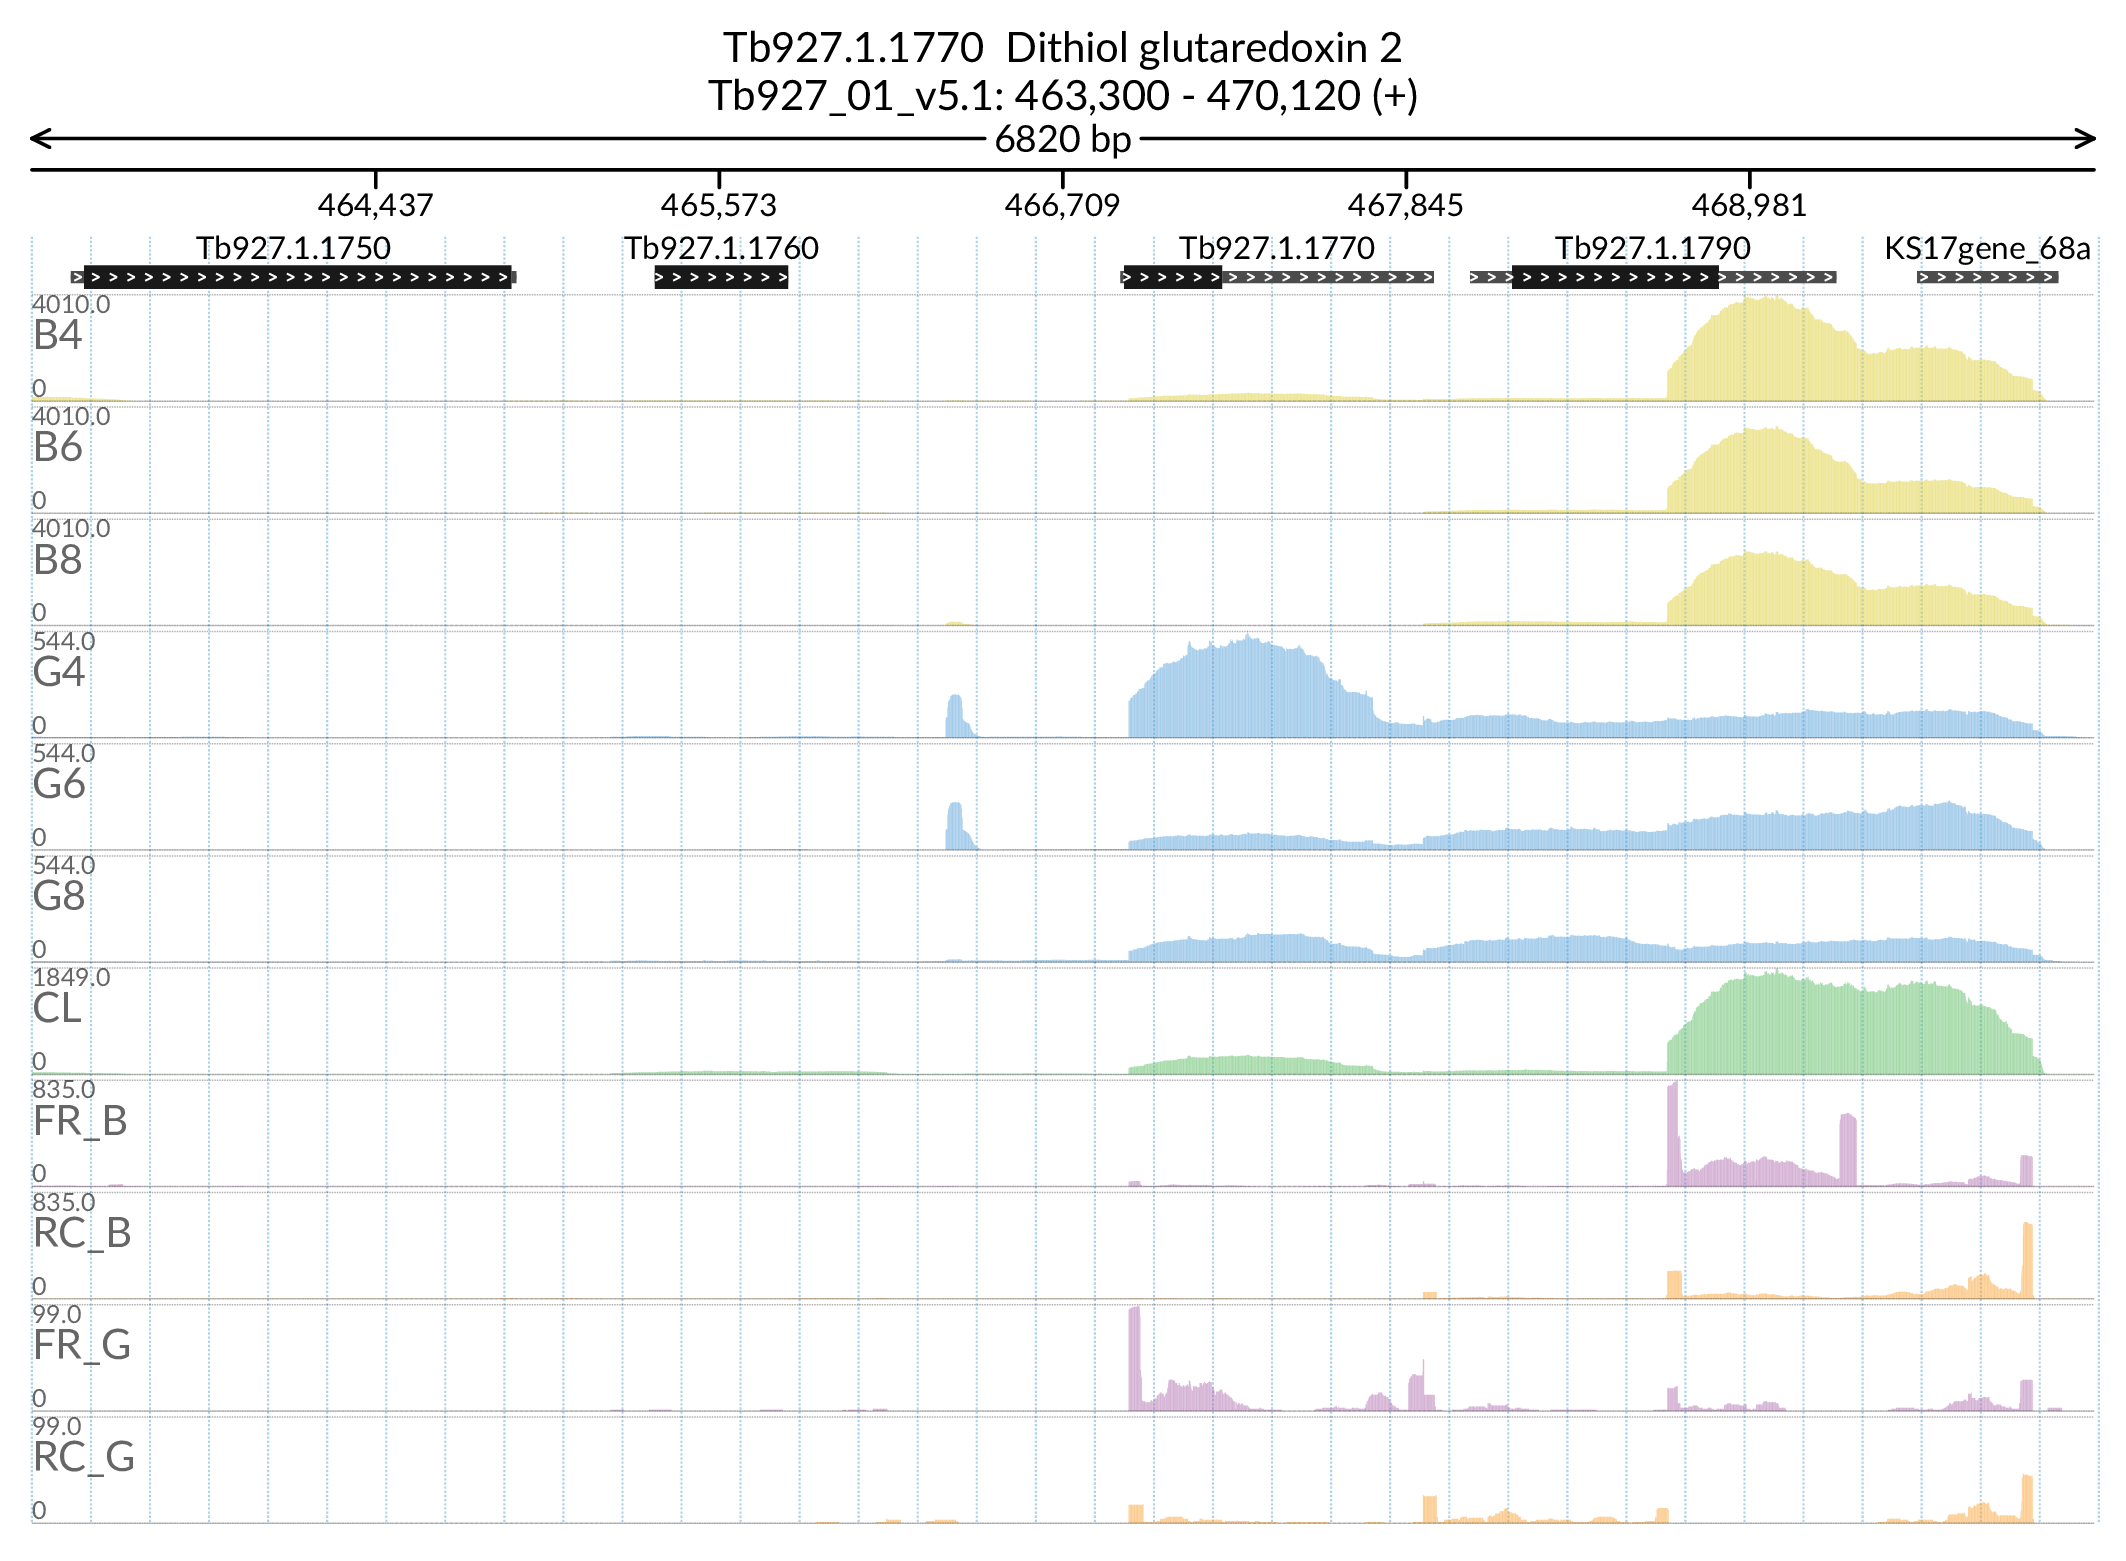 Tb927.1.1770 Dithiol glutaredoxin 2
Tb927_01_v5.1: 463,300 - 470,120 (+)
6820 bp
464,437 465,573 466,709 467,845 468,981
Tb927.1.1750 Tb927.1.1760 Tb927.1.1770 Tb927.1.1790 KS17gene_68a
4010.0
B4
0
4010.0
B6
0
4010.0
B8
0
544.0
G4
0
544.0
G6
0
544.0
G8
0
1849.0
CL
0
835.0
FR_B
0
835.0
RC_B
0
99.0
FR_G
0
99.0
RC_G
0